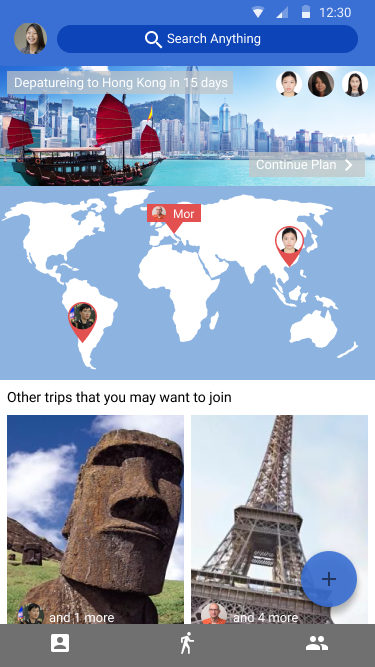 12:30
Search Anything
Depatureing to Hong Kong in 15 days
Continue Plan
Mor
Other trips that you may want to join
and 1 more
and 4 more